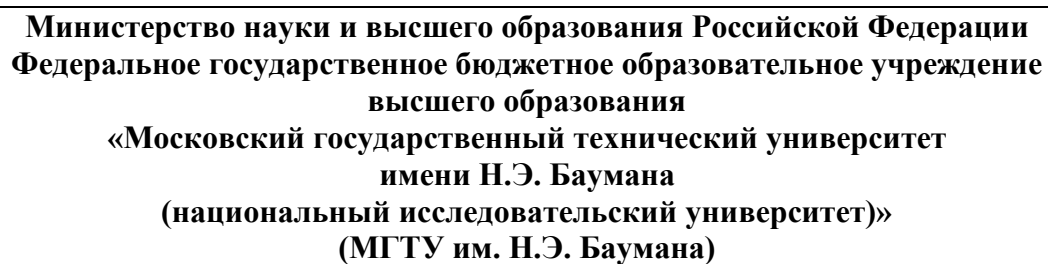 Министерство науки и высшего образования Российской Федерации
Федеральное государственное бюджетное образовательное учреждение
высшего образования
«Московский государственный технический университет
имени Н.Э. Баумана
(национальный исследовательский университет)»
(МГТУ им. Н.Э. Баумана)